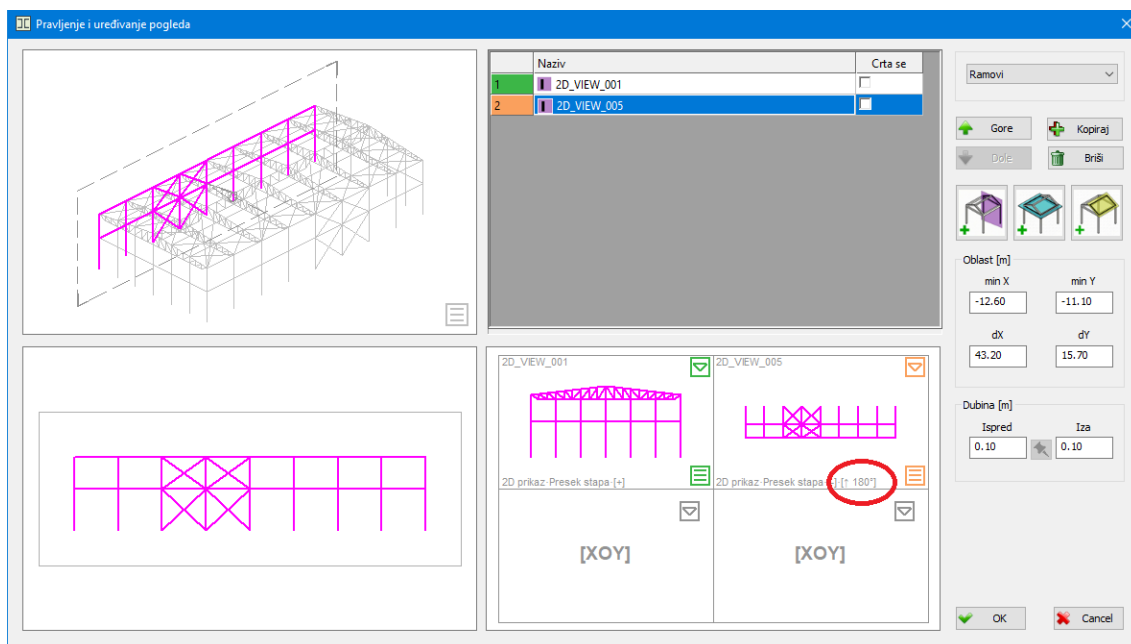 Pravljenje i uređivanje pogleda
Naziv
Crta se
1
2D_VIEW_001
2
2D_VIEW_005
Ramovi
Gore
Kopiraj
Dole
Briši
Oblast [m]
min X
min Y
-12.60
-11.10
dX
dY
43.20
15.70
Dubina [m]
Ispred
Iza
0.10
0.10
2D_VIEW_001
2D_VIEW_005
2D prikaz·Presek stapa·[+]
2D prikaz·Presek stapa [↑ 180°]
[XOY]
[XOY]
OK
Cancel